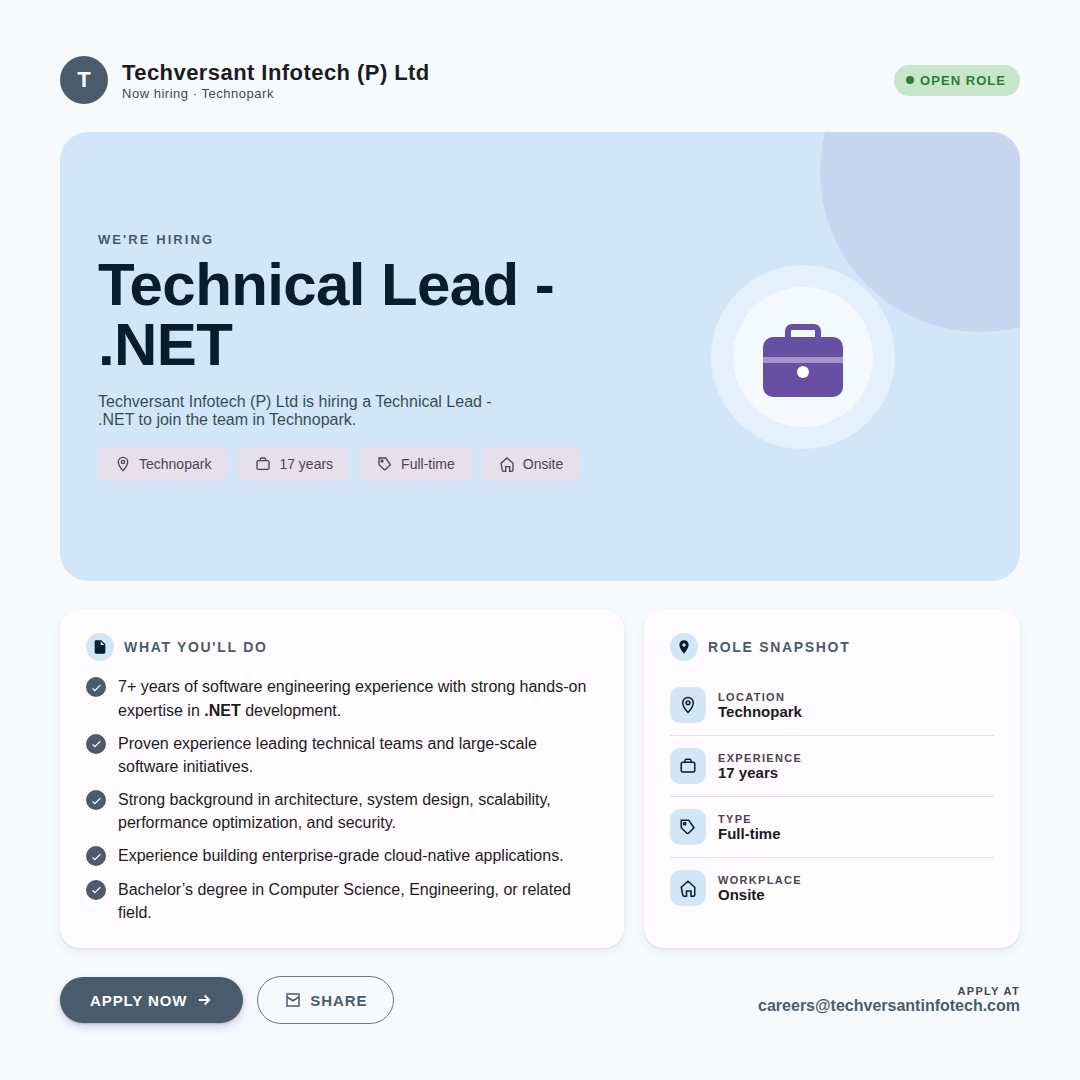 T
Techversant Infotech (P) Ltd
Now hiring · Technopark
OPEN ROLE
WE'RE HIRING
Technical Lead -
.NET
Techversant Infotech (P) Ltd is hiring a Technical Lead -
.NET to join the team in Technopark.
Technopark
17 years
Full-time
Onsite
WHAT YOU'LL DO
7+ years of software engineering experience with strong hands-on
expertise in .NET development.
Proven experience leading technical teams and large-scale
software initiatives.
Strong background in architecture, system design, scalability,
performance optimization, and security.
Experience building enterprise-grade cloud-native applications.
Bachelor’s degree in Computer Science, Engineering, or related
field.
ROLE SNAPSHOT
LOCATION
Technopark
EXPERIENCE
17 years
TYPE
Full-time
WORKPLACE
Onsite
APPLY NOW
SHARE
APPLY AT
careers@techversantinfotech.com